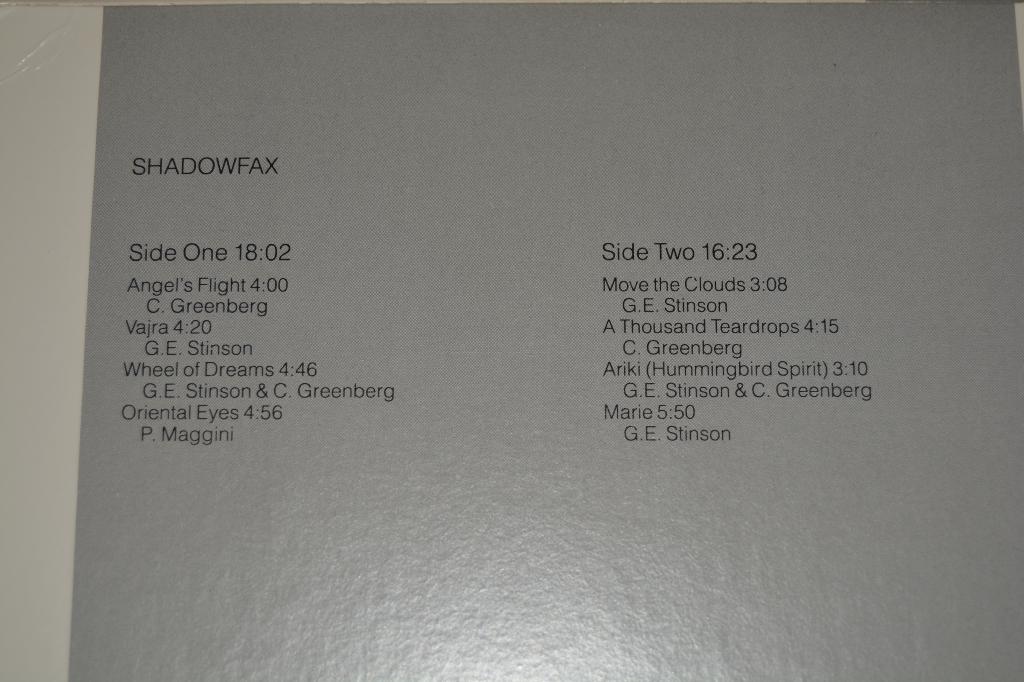 SHADOWFAX
Side One 18:02
Angel's Flight 4:00
C. Greenberg
Vajra 4:20
G.E. Stinson
Wheel of Dreams 4:46
G.E. Stinson & C. Greenberg
Oriental Eyes 4:56
P. Maggini
Side Two 16:23
Move the Clouds 3:08
G.E. Stinson
A Thousand Teardrops 4:15
C. Greenberg
Ariki (Hummingbird Spirit) 3:10
G.E. Stinson & C. Greenberg
Marie 5:50
G.E. Stinson